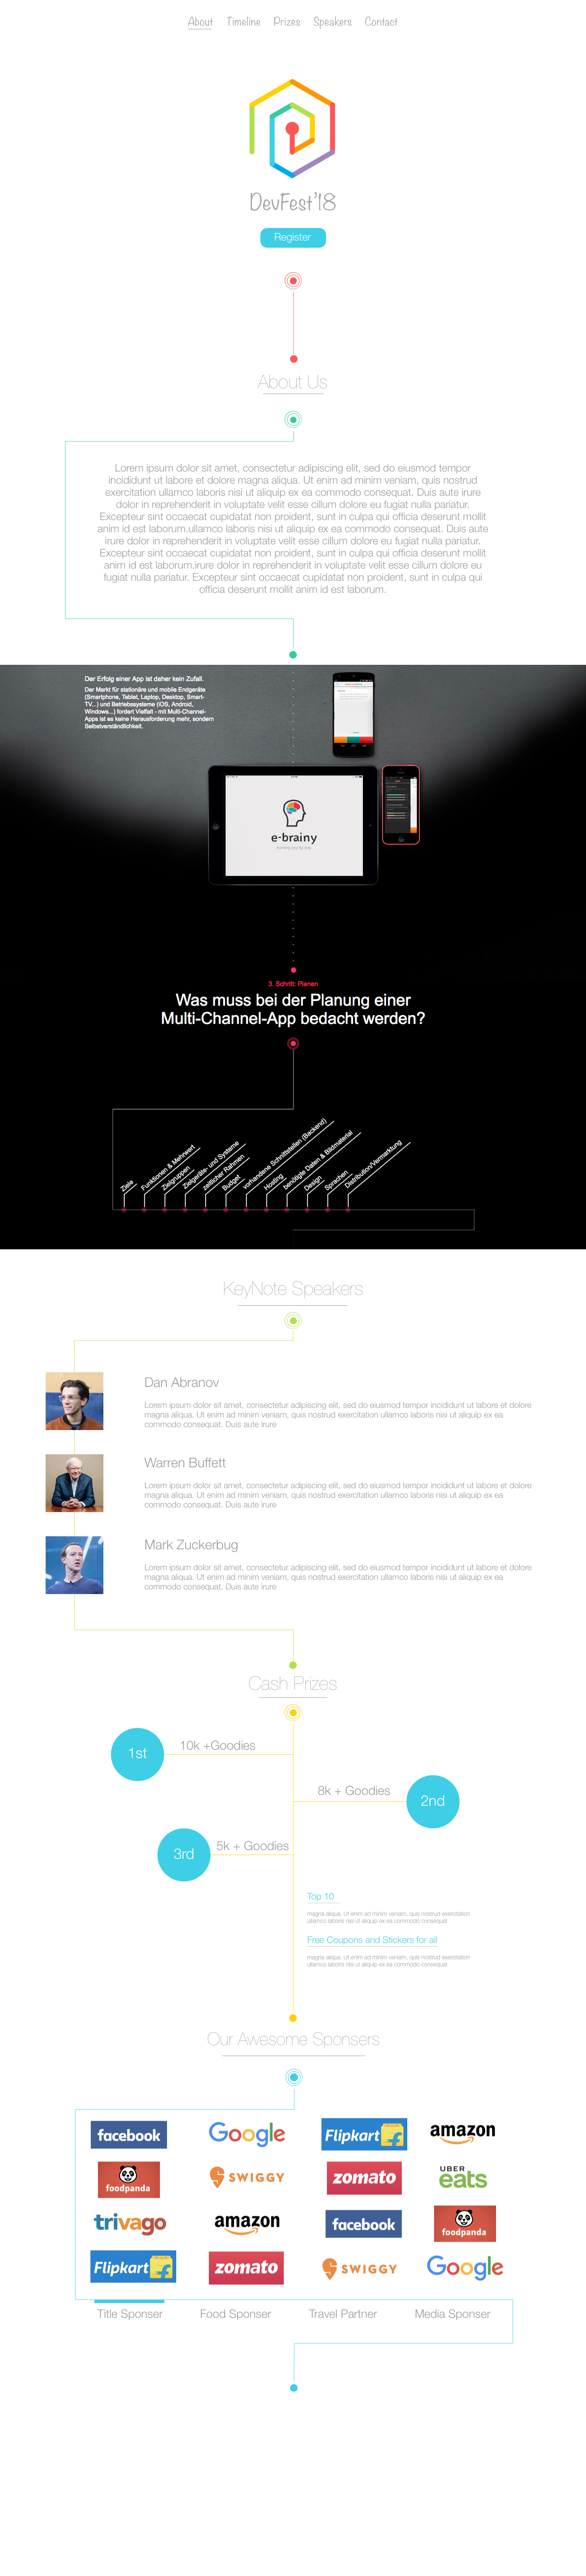 About Timeline Prizes Speakers Contact
DevFest'18
Register
About Us
Lorem ipsum dolor sit amet, consectetur adipiscing elit, sed do eiusmod tempor
incididunt ut labore et dolore magna aliqua. Ut enim ad minim veniam, quis nostrud
exercitation ullamco laboris nisi ut aliquip ex ea commodo consequat. Duis aute irure
dolor in reprehenderit in voluptate velit esse cillum dolore eu fugiat nulla pariatur.
Excepteur sint occaecat cupidatat non proident, sunt in culpa qui officia deserunt mollit
anim id est laborum.ullamco laboris nisi ut aliquip ex ea commodo consequat. Duis aute
irure dolor in reprehenderit in voluptate velit esse cillum dolore eu fugiat nulla pariatur.
Excepteur sint occaecat cupidatat non proident, sunt in culpa qui officia deserunt mollit
anim id est laborum.irure dolor in reprehenderit in voluptate velit esse cillum dolore eu
fugiat nulla pariatur. Excepteur sint occaecat cupidatat non proident, sunt in culpa qui
officia deserunt mollit anim id est laborum.
Der Erfolg einer App ist daher kein Zufall.
Der Markt für stationäre und mobile Endgeräte
(Smartphone, Tablet, Laptop, Desktop, Smart-
TV...) und Betriebssysteme (iOS, Android,
Windows...) fordert Vielfalt - mit Multi-Channel-
Apps ist es keine Herausforderung mehr, sondern
Selbstverständlichkeit.
e-brainy
3. Schritt: Planen
Was muss bei der Planung einer
Multi-Channel-App bedacht werden?
Ziele
Funktionen & Mehrwert
Zielgruppen
Zielgeräte- und Systeme
zeitlicher Rahmen
Budget
vorhandene Schnittstellen (Backend)
Hosting
benötigte Daten & Bildmaterial
Design
Sprachen
Distribution/Vermarktung
KeyNote Speakers
Dan Abranov
Lorem ipsum dolor sit amet, consectetur adipiscing elit, sed do eiusmod tempor incididunt ut labore et dolore
magna aliqua. Ut enim ad minim veniam, quis nostrud exercitation ullamco laboris nisi ut aliquip ex ea
commodo consequat. Duis aute irure
Warren Buffett
Lorem ipsum dolor sit amet, consectetur adipiscing elit, sed do eiusmod tempor incididunt ut labore et dolore
magna aliqua. Ut enim ad minim veniam, quis nostrud exercitation ullamco laboris nisi ut aliquip ex ea
commodo consequat. Duis aute irure
Mark Zuckerbug
Lorem ipsum dolor sit amet, consectetur adipiscing elit, sed do eiusmod tempor incididunt ut labore et dolore
magna aliqua. Ut enim ad minim veniam, quis nostrud exercitation ullamco laboris nisi ut aliquip ex ea
commodo consequat. Duis aute irure
Cash Prizes
1st
10k +Goodies
8k + Goodies
2nd
3rd
5k + Goodies
Top 10
magna aliqua. Ut enim ad minim veniam, quis nostrud exercitation
ullamco laboris nisi ut aliquip ex ea commodo consequat
Free Coupons and Stickers for all
magna aliqua. Ut enim ad minim veniam, quis nostrud exercitation
ullamco laboris nisi ut aliquip ex ea commodo consequat
Our Awesome Sponsers
facebook Google Flipkart amazon
foodpanda SWIGGY zomato UBER eats
trivago amazon facebook foodpanda
Flipkart zomato SWIGGY Google
Title Sponser Food Sponser Travel Partner Media Sponser